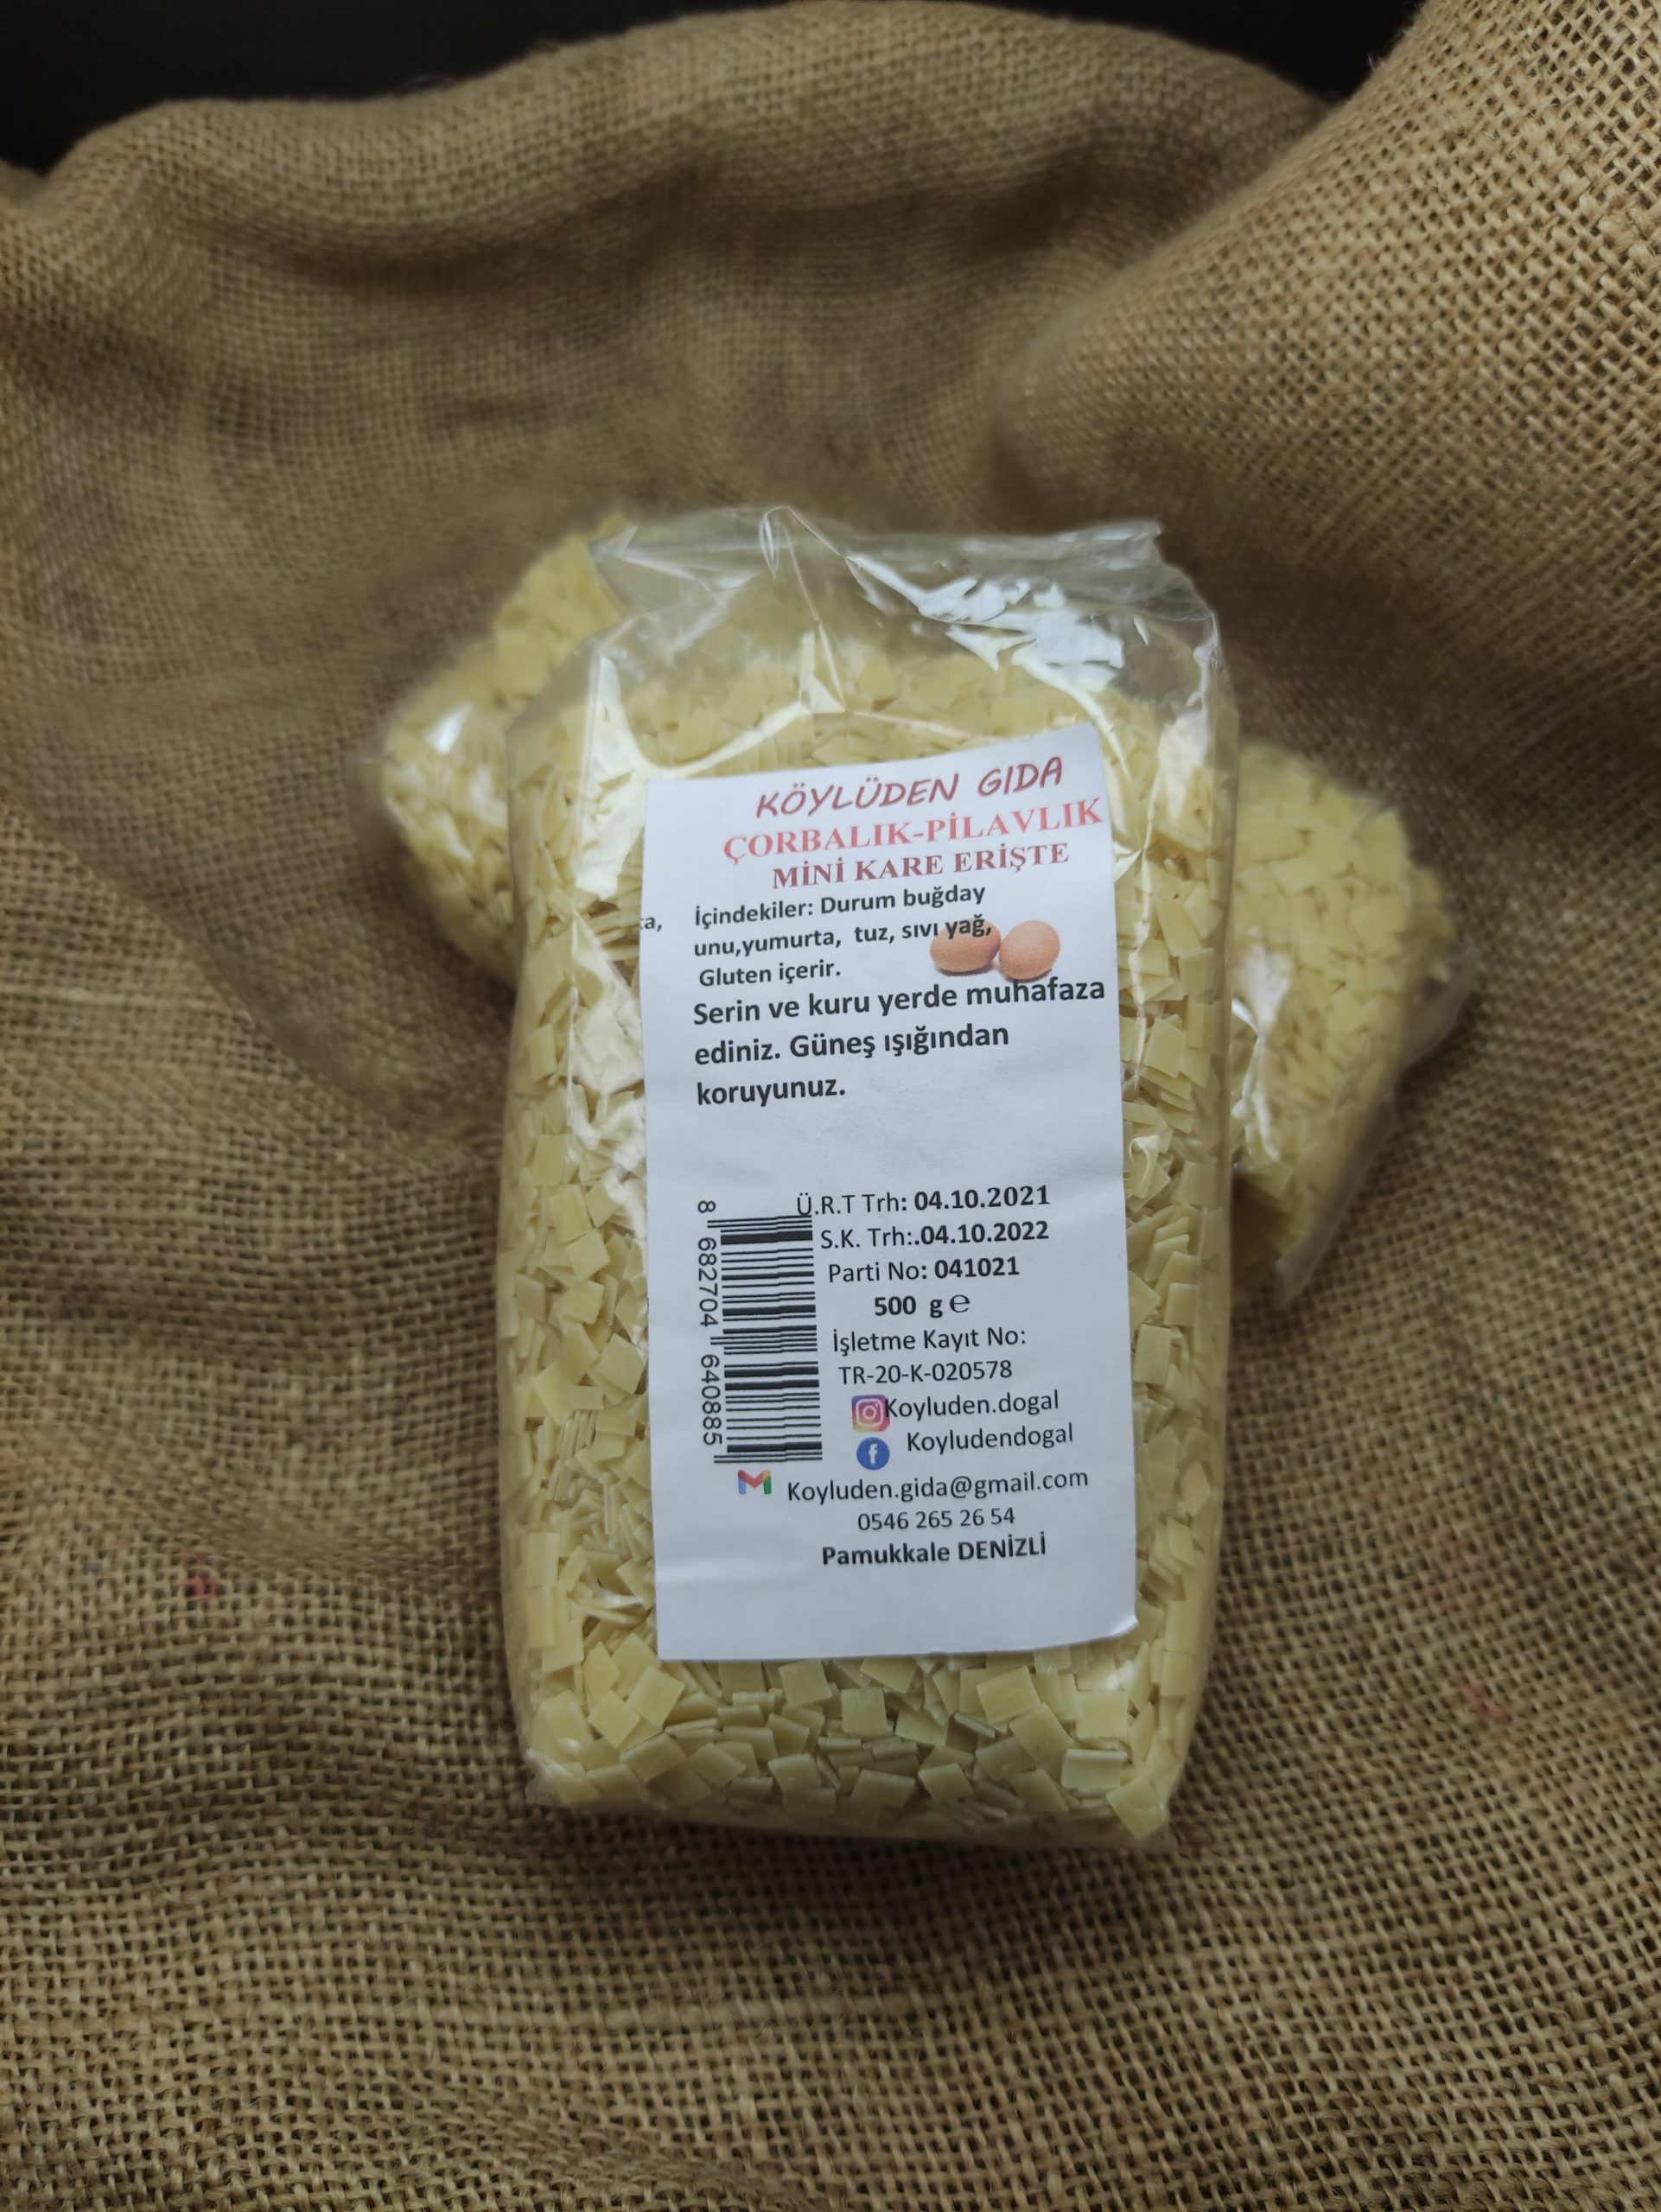 KÖYLÜDEN GIDA
ÇORBALIK-PİLAVLIK
MİNİ KARE ERİŞTE
İçindekiler: Durum buğday
unu,yumurta, tuz, sıvı yağ,
Gluten içerir.
Serin ve kuru yerde muhafaza
ediniz. Güneş ışığından
koruyunuz.
Ü.R.T Trh: 04.10.2021
S.K. Trh:.04.10.2022
Parti No: 041021
500 g ℮
İşletme Kayıt No:
TR-20-K-020578
Koyluden.dogal
Koyludendogal
Koyluden.gida@gmail.com
0546 265 26 54
Pamukkale DENİZLİ
8 682704 640885